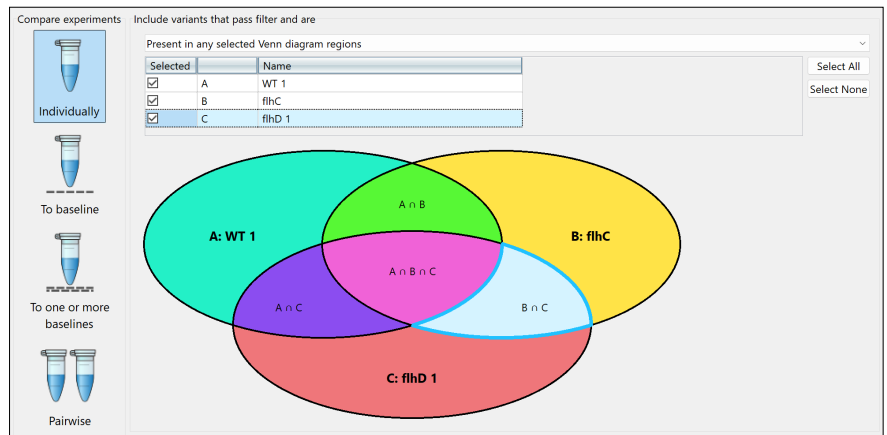 Compare experiments
Individually
To baseline
To one or more
baselines
Pairwise
Include variants that pass filter and are
Present in any selected Venn diagram regions
Selected Name
A WT 1
B flhC
C flhD 1
Select All
Select None
A ∩ B
A: WT 1
B: flhC
A ∩ B ∩ C
A ∩ C
B ∩ C
C: flhD 1